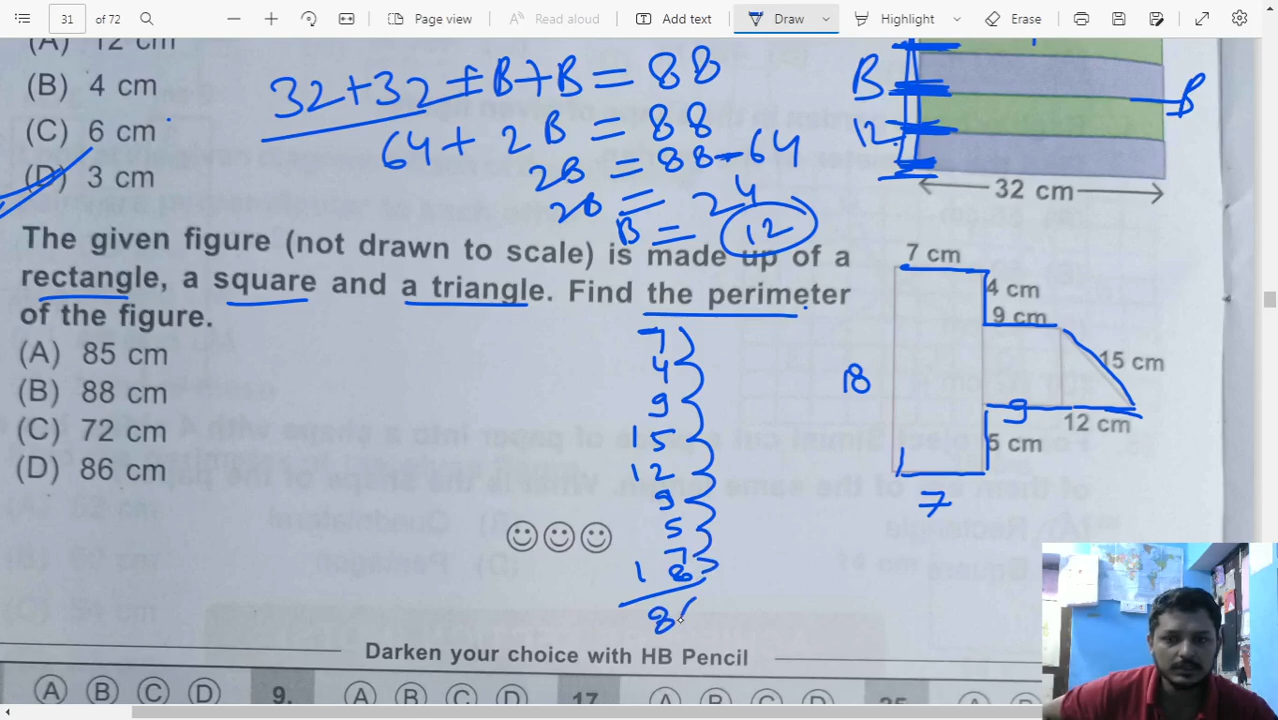 31 of 72 Page view Read aloud Add text Draw Highlight Erase
(A) 12 cm
(B) 4 cm
(C) 6 cm
(D) 3 cm
32+32+B+B = 88
64+ 2B = 88
2B = 88-64
2B = 24
B = 12
B
12
B
32 cm
The given figure (not drawn to scale) is made up of a
rectangle, a square and a triangle. Find the perimeter
of the figure.
(A) 85 cm
(B) 88 cm
(C) 72 cm
(D) 86 cm
7
4
9
15
12
9
5
7
18
7 cm
4 cm
9 cm
15 cm
18
9
12 cm
5 cm
7
Darken your choice with HB Pencil
A B C D 9. A B C D 17 A B C D